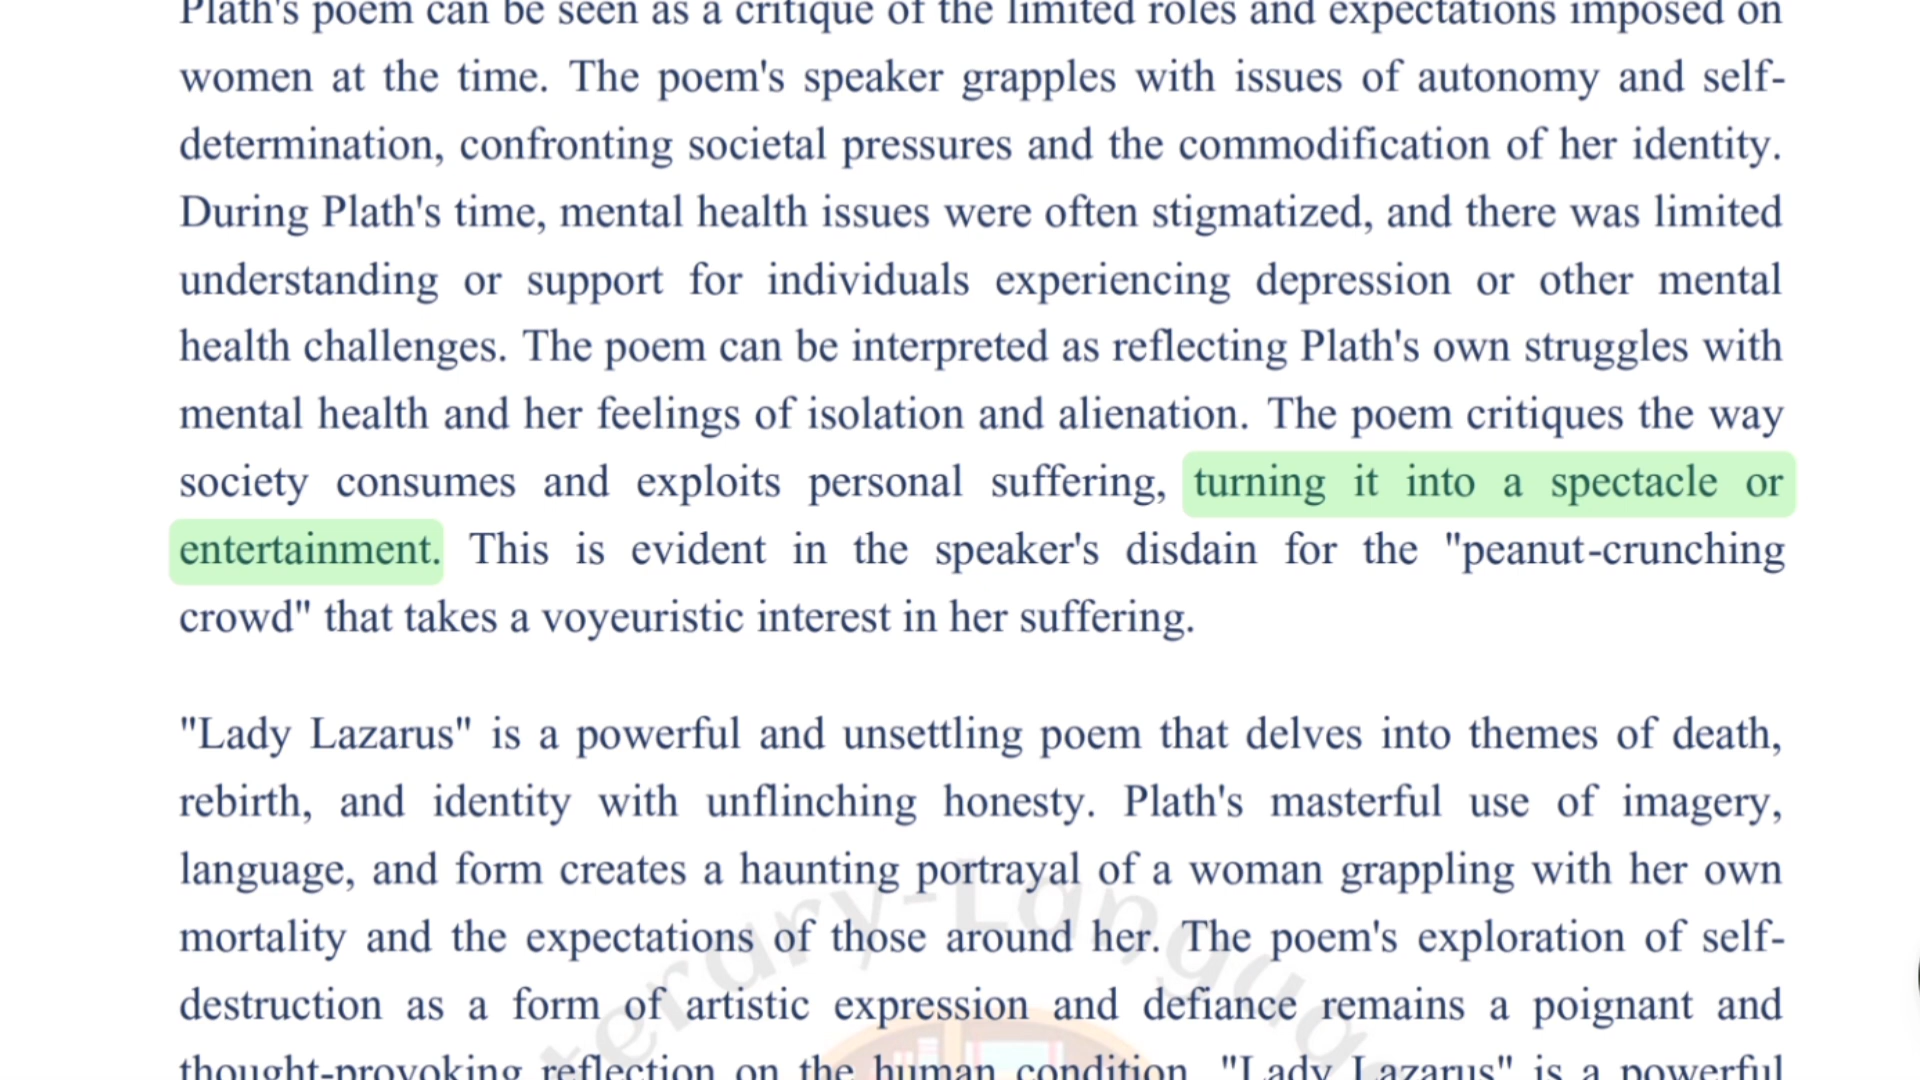 Plath's poem can be seen as a critique of the limited roles and expectations imposed on
women at the time. The poem's speaker grapples with issues of autonomy and self-
determination, confronting societal pressures and the commodification of her identity.
During Plath's time, mental health issues were often stigmatized, and there was limited
understanding or support for individuals experiencing depression or other mental
health challenges. The poem can be interpreted as reflecting Plath's own struggles with
mental health and her feelings of isolation and alienation. The poem critiques the way
society consumes and exploits personal suffering, turning it into a spectacle or
entertainment. This is evident in the speaker's disdain for the "peanut-crunching
crowd" that takes a voyeuristic interest in her suffering.
"Lady Lazarus" is a powerful and unsettling poem that delves into themes of death,
rebirth, and identity with unflinching honesty. Plath's masterful use of imagery,
language, and form creates a haunting portrayal of a woman grappling with her own
mortality and the expectations of those around her. The poem's exploration of self-
destruction as a form of artistic expression and defiance remains a poignant and
thought-provoking reflection on the human condition. "Lady Lazarus" is a powerful